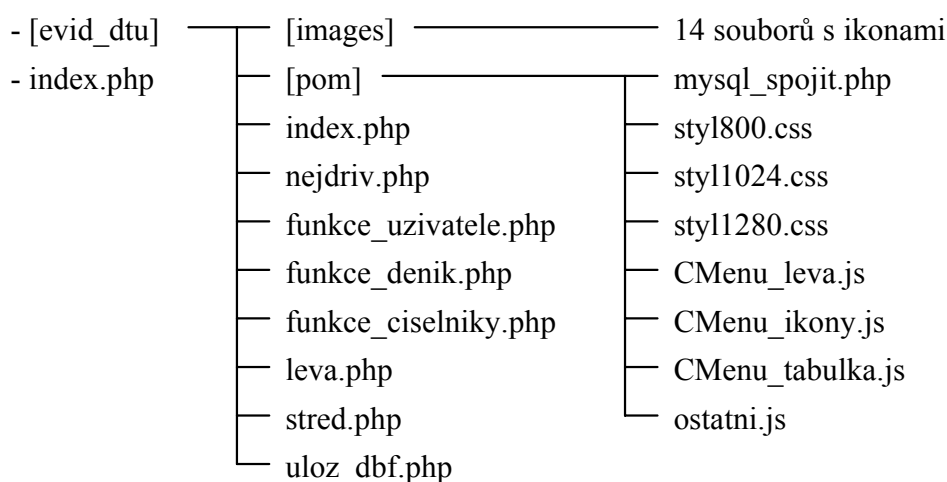 - [evid_dtu] [images] 14 souborů s ikonami
- index.php [pom] mysql_spojit.php
index.php styl800.css
nejdriv.php styl1024.css
funkce_uzivatele.php styl1280.css
funkce_denik.php CMenu_leva.js
funkce_ciselniky.php CMenu_ikony.js
leva.php CMenu_tabulka.js
stred.php ostatni.js
uloz_dbf.php